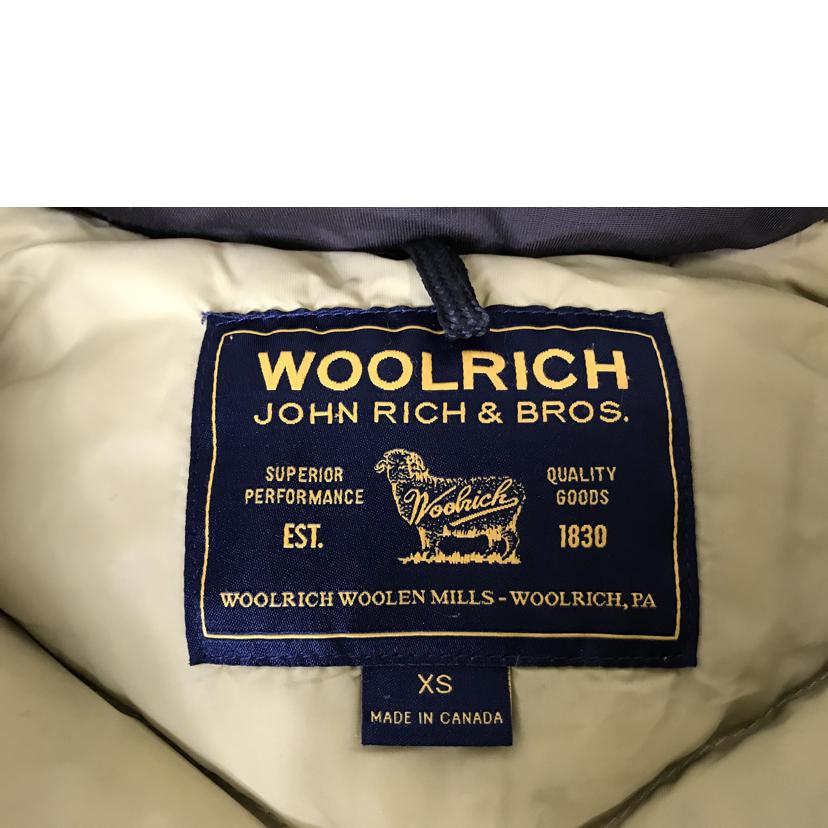 WOOLRICH
JOHN RICH & BROS.
SUPERIOR
PERFORMANCE
EST.
Woolrich
QUALITY
GOODS
1830
WOOLRICH WOOLEN MILLS - WOOLRICH, PA
XS
MADE IN CANADA